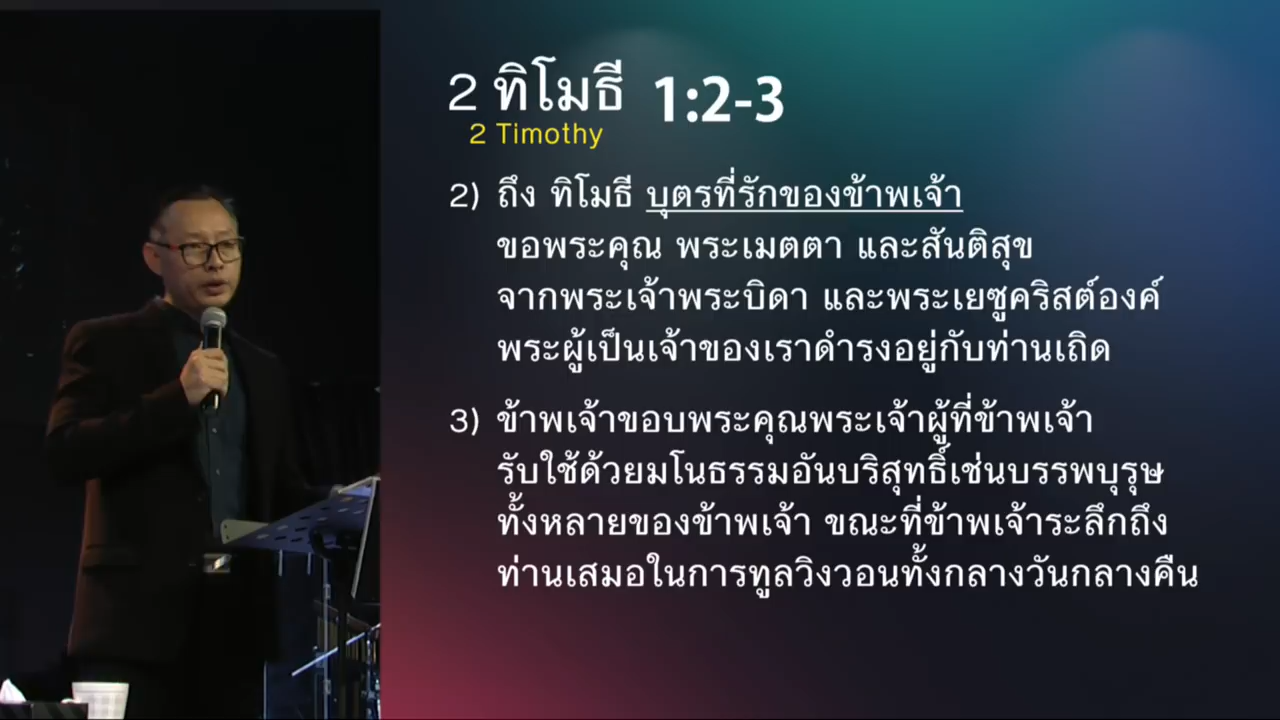 2 ทิโมธี 1:2-3
2 Timothy
2) ถึง ทิโมธี บุตรที่รักของข้าพเจ้า
ขอพระคุณ พระเมตตา และสันติสุข
จากพระเจ้าพระบิดา และพระเยซูคริสต์องค์
พระผู้เป็นเจ้าของเราดำรงอยู่กับท่านเถิด
3) ข้าพเจ้าขอบพระคุณพระเจ้าผู้ที่ข้าพเจ้า
รับใช้ด้วยมโนธรรมอันบริสุทธิ์เช่นบรรพบุรุษ
ทั้งหลายของข้าพเจ้า ขณะที่ข้าพเจ้าระลึกถึง
ท่านเสมอในการทูลวิงวอนทั้งกลางวันกลางคืน